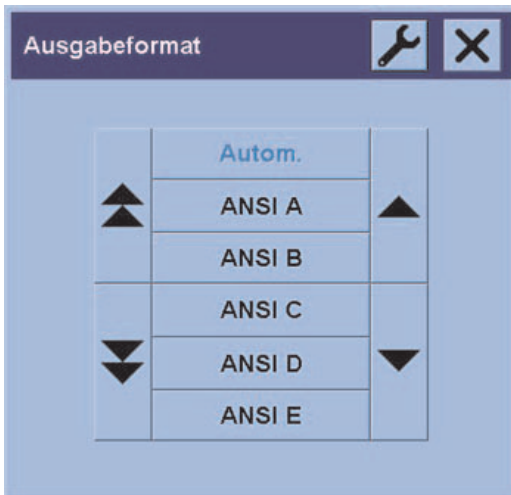 Ausgabeformat
Autom.
ANSI A
ANSI B
ANSI C
ANSI D
ANSI E